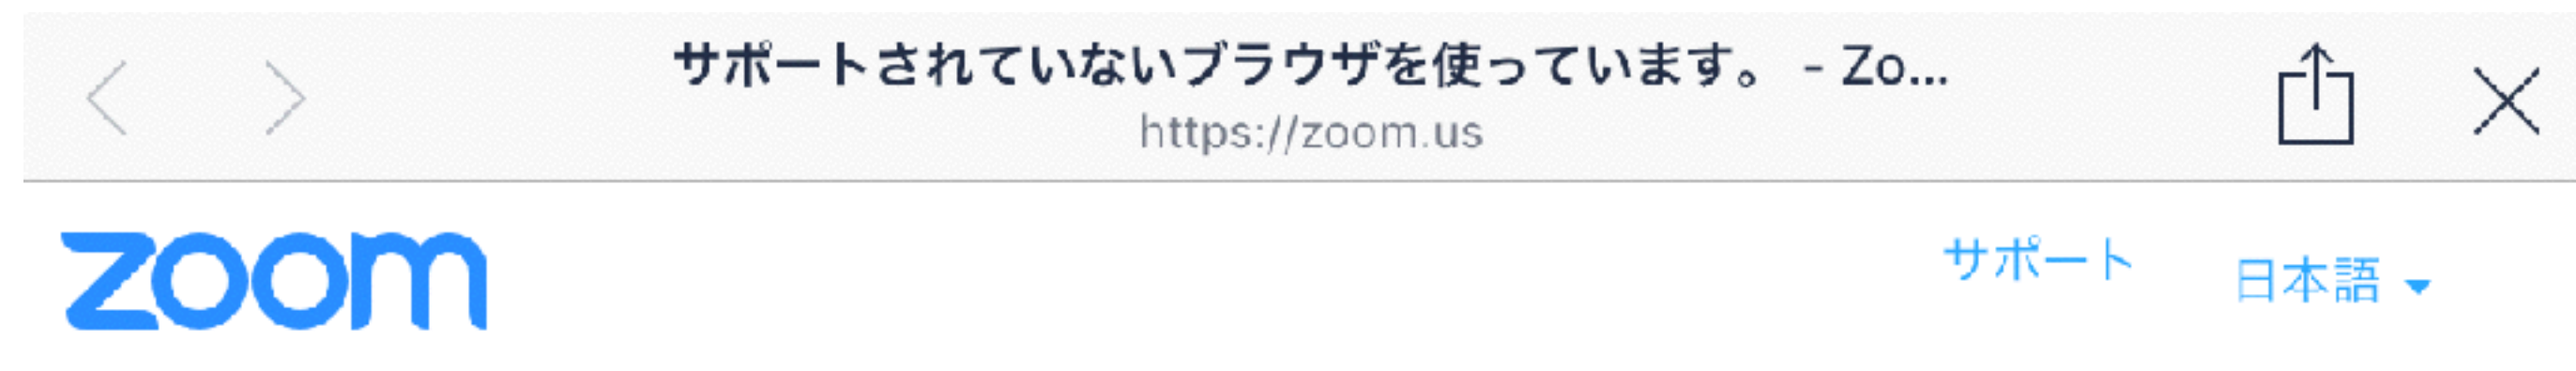 サポートされていないブラウザを使っています。 - Zo...
https://zoom.us
zoom
サポート
日本語